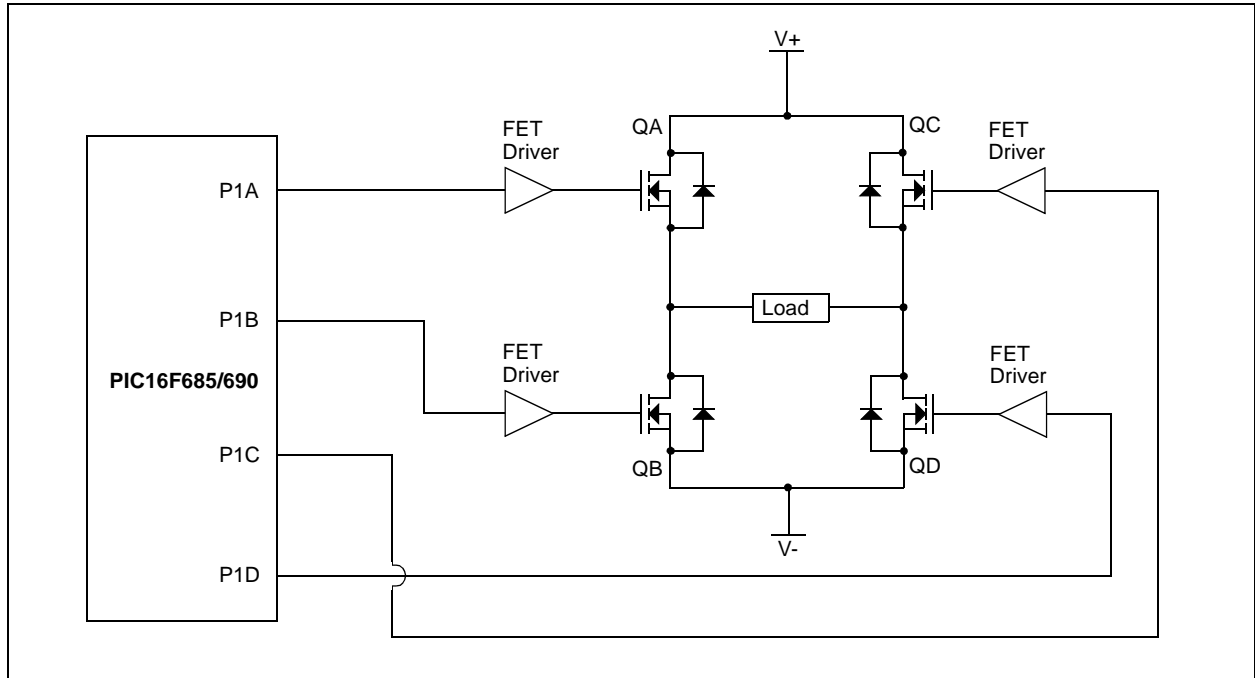 V+
FET
Driver
QA
QC
FET
Driver
P1A
P1B
Load
FET
Driver
FET
Driver
PIC16F685/690
P1C
QB
QD
V-
P1D